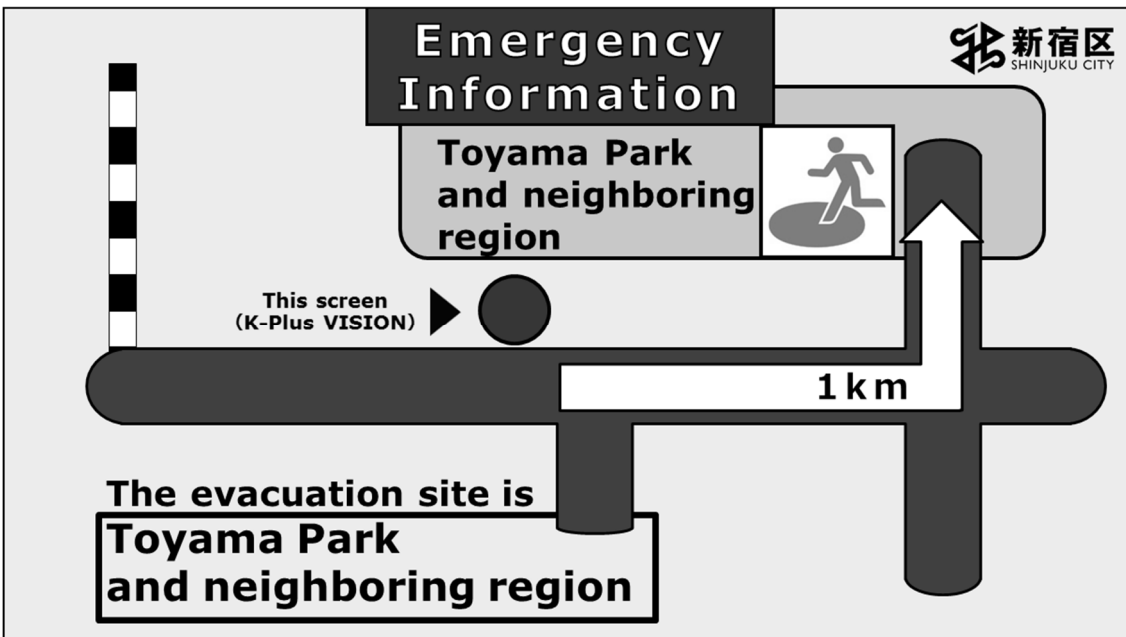 Emergency
Information
新宿区
SHINJUKU CITY
Toyama Park
and neighboring
region
This screen
(K-Plus VISION)
1km
The evacuation site is
Toyama Park
and neighboring region